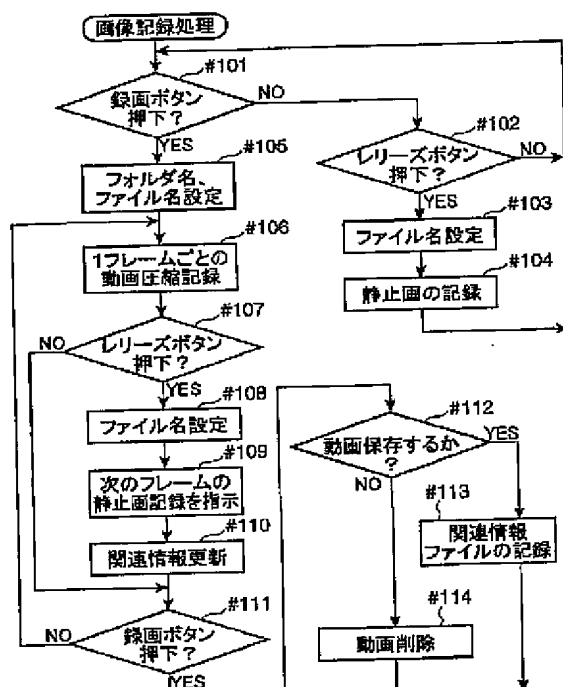 画像記録処理
#101
録画ボタン
押下？
NO
YES
#102
レリーズボタン
押下？
NO
YES
#103
ファイル名設定
#104
静止画の記録
#105
フォルダ名、
ファイル名設定
#106
1フレームごとの
動画圧縮記録
#107
レリーズボタン
押下？
NO
YES
#108
ファイル名設定
#109
次のフレームの
静止画記録を指示
#110
関連情報更新
#111
録画ボタン
押下？
NO
YES
#112
動画保存するか
？
YES
NO
#113
関連情報
ファイルの記録
#114
動画削除